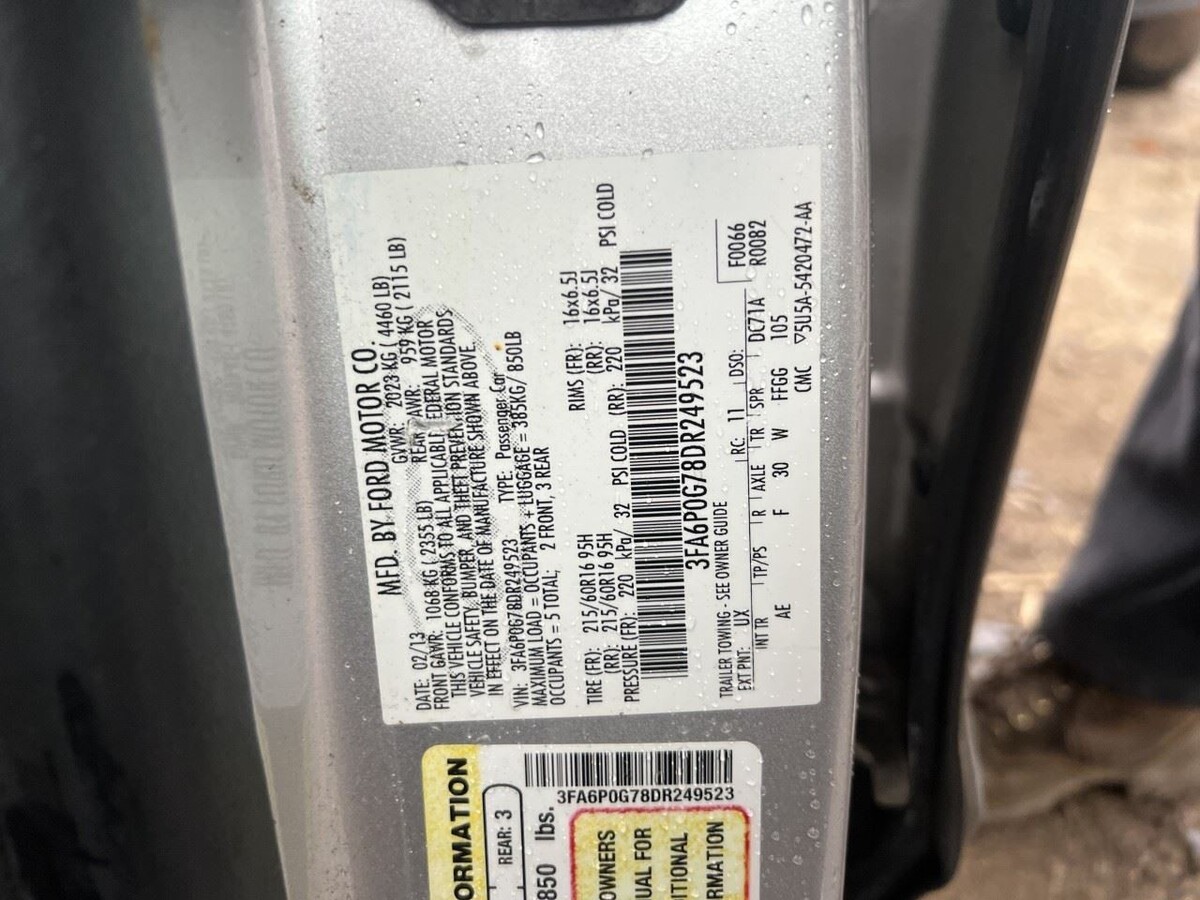 MFD. BY FORD MOTOR CO.
DATE: 02/13 GVWR: 2023 KG ( 4460 LB)
FRONT GAWR: 1068 KG ( 2355 LB) REAR GAWR: 959 KG ( 2115 LB)
THIS VEHICLE CONFORMS TO ALL APPLICABLE FEDERAL MOTOR
VEHICLE SAFETY, BUMPER, AND THEFT PREVENTION STANDARDS
IN EFFECT ON THE DATE OF MANUFACTURE SHOWN ABOVE.
VIN: 3FA6P0G78DR249523 TYPE: Passenger Car
MAXIMUM LOAD = OCCUPANTS + LUGGAGE = 385KG/ 850LB
OCCUPANTS = 5 TOTAL; 2 FRONT, 3 REAR
TIRE (FR): 215/60R16 95H RIMS (FR): 16x6.5J
(RR): 215/60R16 95H (RR): 16x6.5J
PRESSURE (FR): 220 kPa/ 32 PSI COLD (RR): 220 kPa/ 32 PSI COLD
3FA6P0G78DR249523
TRAILER TOWING - SEE OWNER GUIDE
F0066
EXT PNT: UX RC: 11 DSO: R0082
INT TR TP/PS R AXLE TR SPR DC71A
AE F 30 W FFGG 105
CMC ▽5U5A-5420472-AA
ORMATION
REAR: 3
850 lbs.
3FA6P0G78DR249523
OWNERS
UAL FOR
DITIONAL
RMATION